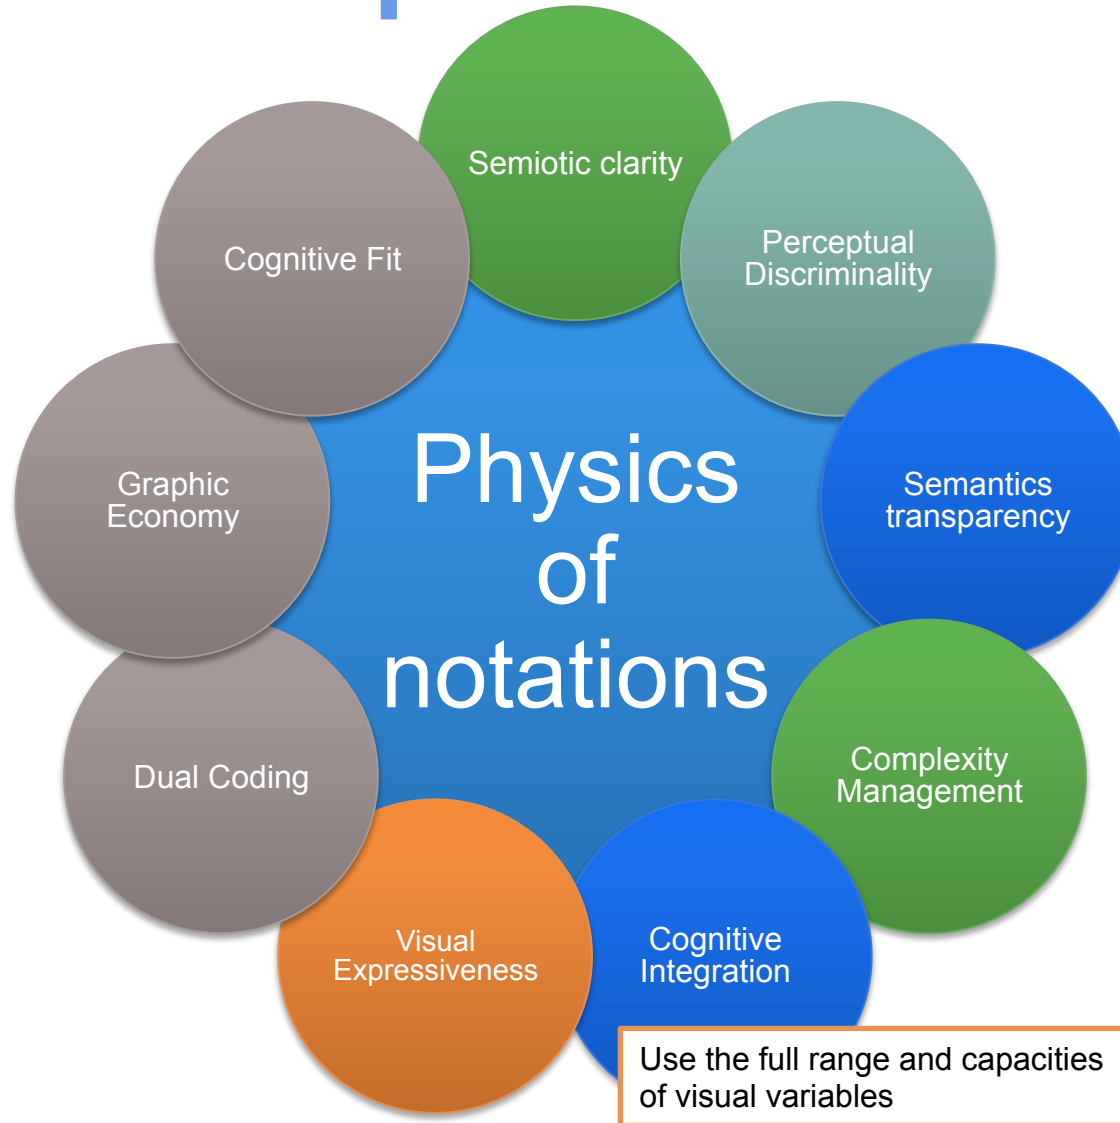 Semiotic clarity
Perceptual
Discriminality
Cognitive Fit
Physics
of
notations
Graphic
Economy
Semantics
transparency
Dual Coding
Complexity
Management
Visual
Expressiveness
Cognitive
Integration
Use the full range and capacities
of visual variables